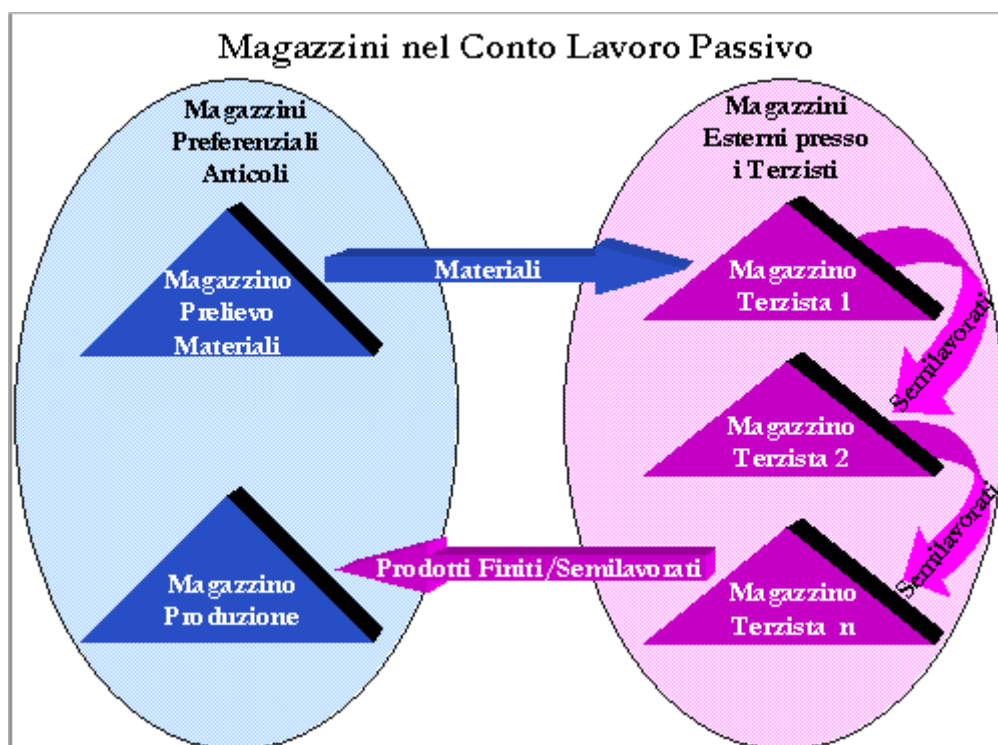 Magazzini nel Conto Lavoro Passivo
Magazzini
Preferenziali
Articoli
Magazzino
Prelievo
Materiali
Magazzino
Produzione
Materiali
Prodotti Finiti/Semilavorati
Magazzini
Esterni presso
i Terzisti
Magazzino
Terzista 1
Semilavorati
Magazzino
Terzista 2
Semilavorati
Magazzino
Terzista n